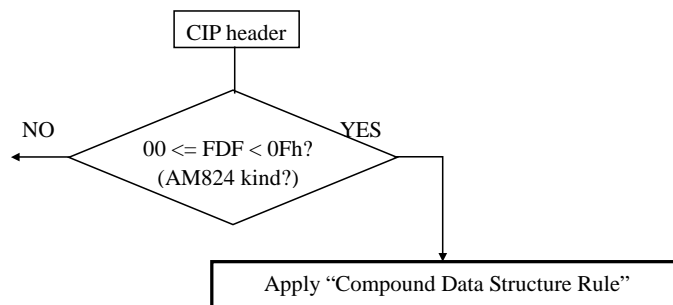 CIP header
NO
YES
00 <= FDF < 0Fh?
(AM824 kind?)
Apply “Compound Data Structure Rule”